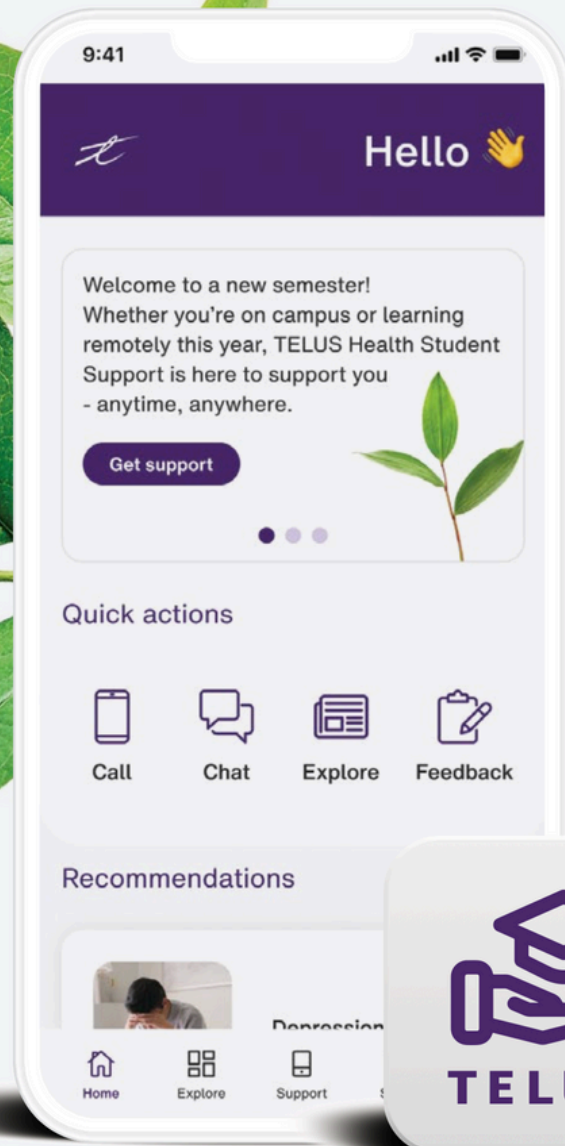 9:41
Hello 👋
Welcome to a new semester!
Whether you’re on campus or learning
remotely this year, TELUS Health Student
Support is here to support you
- anytime, anywhere.
Get support
Quick actions
Call Chat Explore Feedback
Recommendations
Depression
Home Explore Support